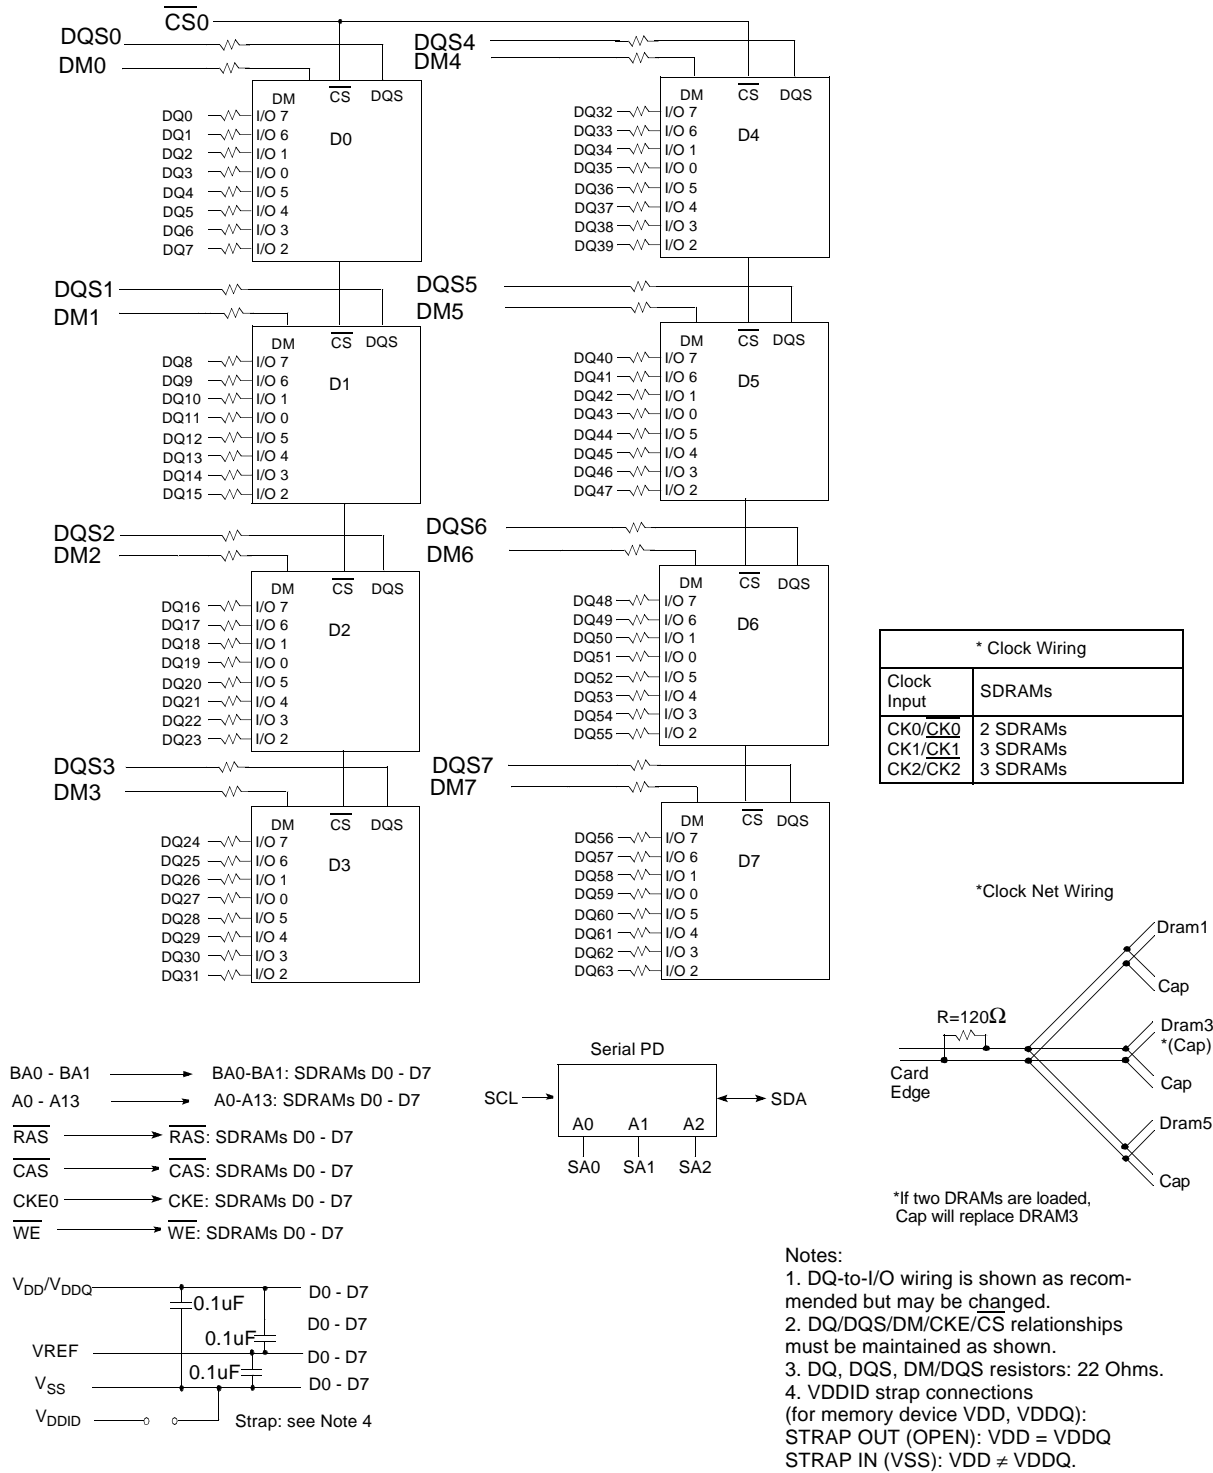 CS0
DQS0
DM0
DM CS DQS
D0
DQ0 I/O 7
DQ1 I/O 6
DQ2 I/O 1
DQ3 I/O 0
DQ4 I/O 5
DQ5 I/O 4
DQ6 I/O 3
DQ7 I/O 2
DQS1
DM1
DM CS DQS
D1
DQ8 I/O 7
DQ9 I/O 6
DQ10 I/O 1
DQ11 I/O 0
DQ12 I/O 5
DQ13 I/O 4
DQ14 I/O 3
DQ15 I/O 2
DQS2
DM2
DM CS DQS
D2
DQ16 I/O 7
DQ17 I/O 6
DQ18 I/O 1
DQ19 I/O 0
DQ20 I/O 5
DQ21 I/O 4
DQ22 I/O 3
DQ23 I/O 2
DQS3
DM3
DM CS DQS
D3
DQ24 I/O 7
DQ25 I/O 6
DQ26 I/O 1
DQ27 I/O 0
DQ28 I/O 5
DQ29 I/O 4
DQ30 I/O 3
DQ31 I/O 2
DQS4
DM4
DM CS DQS
D4
DQ32 I/O 7
DQ33 I/O 6
DQ34 I/O 1
DQ35 I/O 0
DQ36 I/O 5
DQ37 I/O 4
DQ38 I/O 3
DQ39 I/O 2
DQS5
DM5
DM CS DQS
D5
DQ40 I/O 7
DQ41 I/O 6
DQ42 I/O 1
DQ43 I/O 0
DQ44 I/O 5
DQ45 I/O 4
DQ46 I/O 3
DQ47 I/O 2
DQS6
DM6
DM CS DQS
D6
DQ48 I/O 7
DQ49 I/O 6
DQ50 I/O 1
DQ51 I/O 0
DQ52 I/O 5
DQ53 I/O 4
DQ54 I/O 3
DQ55 I/O 2
DQS7
DM7
DM CS DQS
D7
DQ56 I/O 7
DQ57 I/O 6
DQ58 I/O 1
DQ59 I/O 0
DQ60 I/O 5
DQ61 I/O 4
DQ62 I/O 3
DQ63 I/O 2
* Clock Wiring
Clock
Input
SDRAMs
CK0/CK0 2 SDRAMs
CK1/CK1 3 SDRAMs
CK2/CK2 3 SDRAMs
*Clock Net Wiring
Dram1
Cap
R=120Ω
Dram3
*(Cap)
Card
Edge
Cap
Dram5
Cap
*If two DRAMs are loaded,
Cap will replace DRAM3
BA0 - BA1 BA0-BA1: SDRAMs D0 - D7
A0 - A13 A0-A13: SDRAMs D0 - D7
RAS RAS: SDRAMs D0 - D7
CAS CAS: SDRAMs D0 - D7
CKE0 CKE: SDRAMs D0 - D7
WE WE: SDRAMs D0 - D7
Serial PD
SCL SDA
A0 A1 A2
SA0 SA1 SA2
VDD/VDDQ D0 - D7
0.1uF
D0 - D7
0.1uF
VREF D0 - D7
0.1uF
VSS D0 - D7
VDDID Strap: see Note 4
Notes:
1. DQ-to-I/O wiring is shown as recom-
mended but may be changed.
2. DQ/DQS/DM/CKE/CS relationships
must be maintained as shown.
3. DQ, DQS, DM/DQS resistors: 22 Ohms.
4. VDDID strap connections
(for memory device VDD, VDDQ):
STRAP OUT (OPEN): VDD = VDDQ
STRAP IN (VSS): VDD ≠ VDDQ.